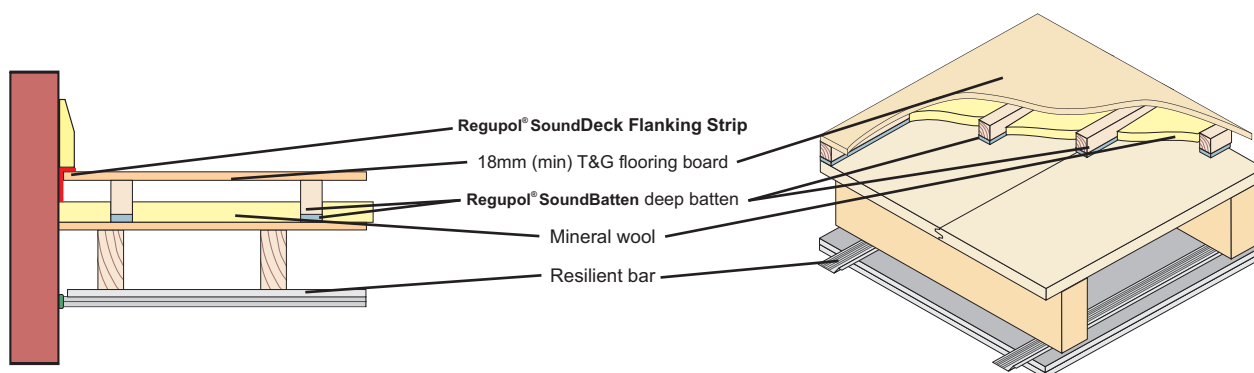 Regupol® SoundDeck Flanking Strip
18mm (min) T&G flooring board
Regupol® SoundBatten deep batten
Mineral wool
Resilient bar